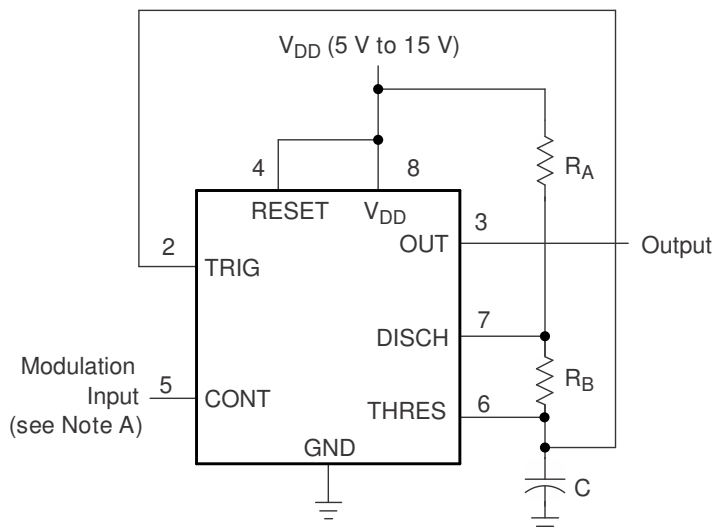 V_DD (5 V to 15 V)
4
8
R_A
RESET
V_DD
2
3
OUT
Output
TRIG
7
DISCH
Modulation
Input
(see Note A)
5
CONT
R_B
THRES
6
GND
C